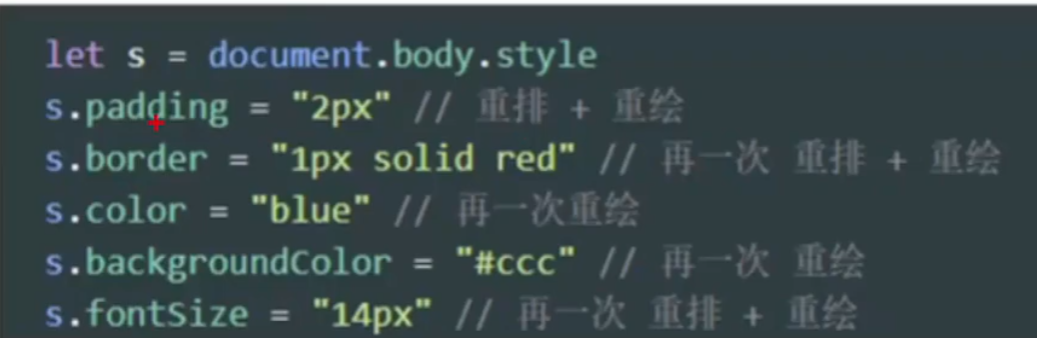 let s = document.body.style
s.padding = "2px" // 重排 + 重绘
s.border = "1px solid red" // 再一次 重排 + 重绘
s.color = "blue" // 再一次重绘
s.backgroundColor = "#ccc" // 再一次 重绘
s.fontSize = "14px" // 再一次 重排 + 重绘